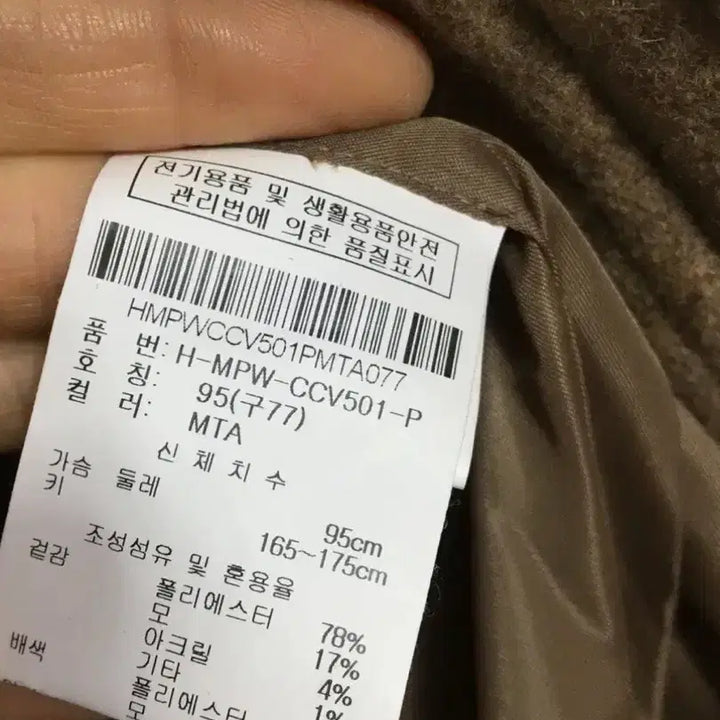 전기용품 및 생활용품안전
관리법에 의한 품질표시
HMPWCCV501PMTA077
품 번: H-MPW-CCV501-P
호 칭: 95(구77)
컬 러: MTA
신 체 치 수
가슴 둘레 95cm
키 165~175cm
조성섬유 및 혼용율
겉감 폴리에스터 78%
모 17%
아크릴 4%
기타 1%
배색 폴리에스터